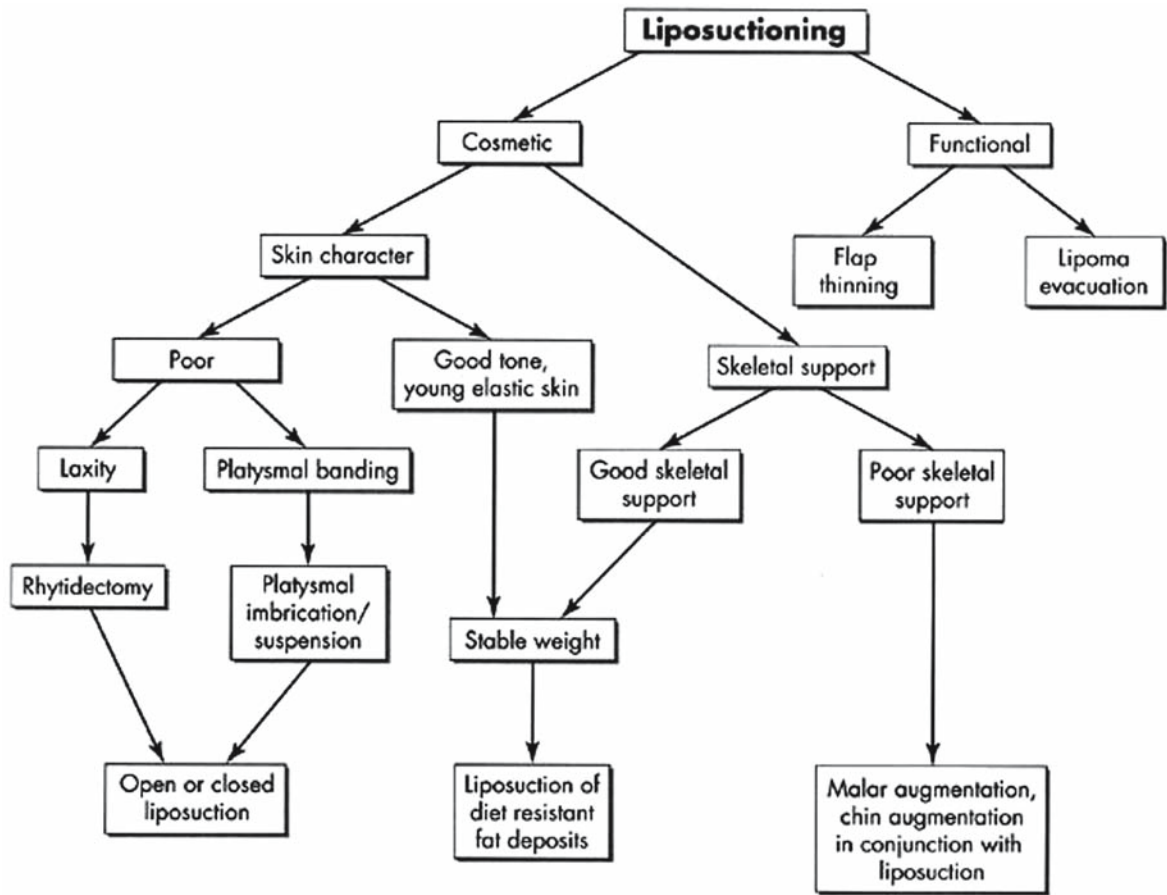 Liposuctioning
Cosmetic
Functional
Skin character
Flap
thinning
Lipoma
evacuation
Poor
Good tone,
young elastic skin
Skeletal support
Laxity
Platysmal banding
Good skeletal
support
Poor skeletal
support
Rhytidectomy
Platysmal
imbrication/
suspension
Stable weight
Open or closed
liposuction
Liposuction of
diet resistant
fat deposits
Malar augmentation,
chin augmentation
in conjunction with
liposuction